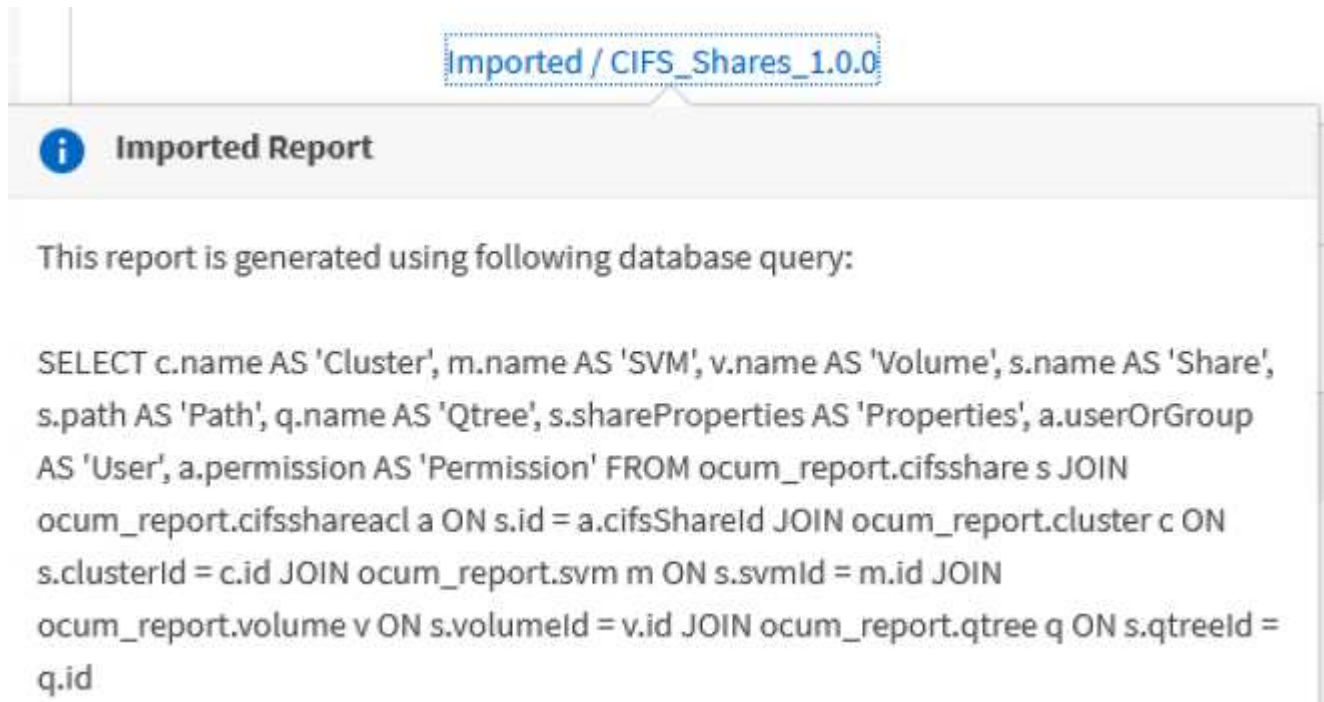 Imported / CIFS_Shares_1.0.0
Imported Report
This report is generated using following database query:
SELECT c.name AS 'Cluster', m.name AS 'SVM', v.name AS 'Volume', s.name AS 'Share',
s.path AS 'Path', q.name AS 'Qtree', s.shareProperties AS 'Properties', a.userOrGroup
AS 'User', a.permission AS 'Permission' FROM ocum_report.cifsshare s JOIN
ocum_report.cifsshareacl a ON s.id = a.cifsShareId JOIN ocum_report.cluster c ON
s.clusterId = c.id JOIN ocum_report.svm m ON s.svmId = m.id JOIN
ocum_report.volume v ON s.volumeId = v.id JOIN ocum_report.qtree q ON s.qtreeId =
q.id